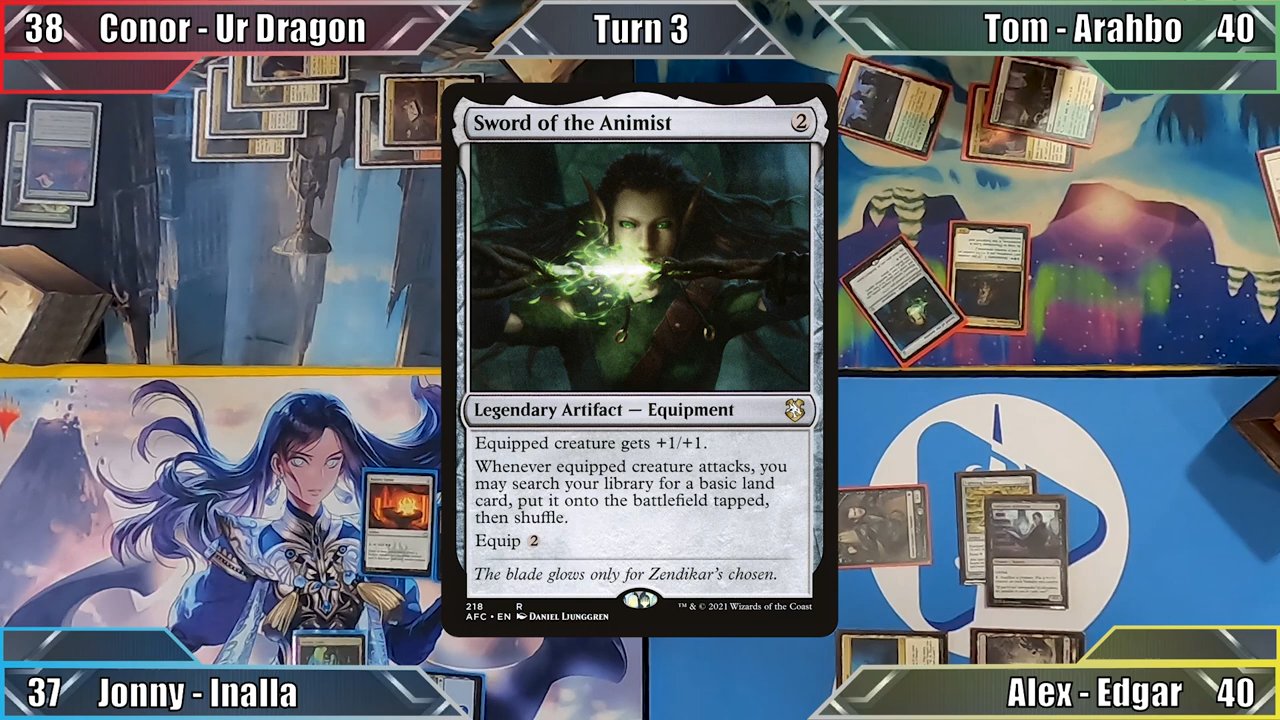 38 Conor - Ur Dragon
Turn 3
Tom - Arahbo 40
Sword of the Animist 2
Legendary Artifact — Equipment
Equipped creature gets +1/+1.
Whenever equipped creature attacks, you
may search your library for a basic land
card, put it onto the battlefield tapped,
then shuffle.
Equip 2
The blade glows only for Zendikar's chosen.
218 R
AFC • EN DANIEL LJUNGGREN
™ & © 2021 Wizards of the Coast
37 Jonny - Inalla
Alex - Edgar 40